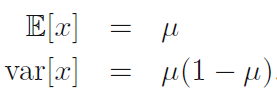 𝔼[x] = μ
var[x] = μ(1 − μ).